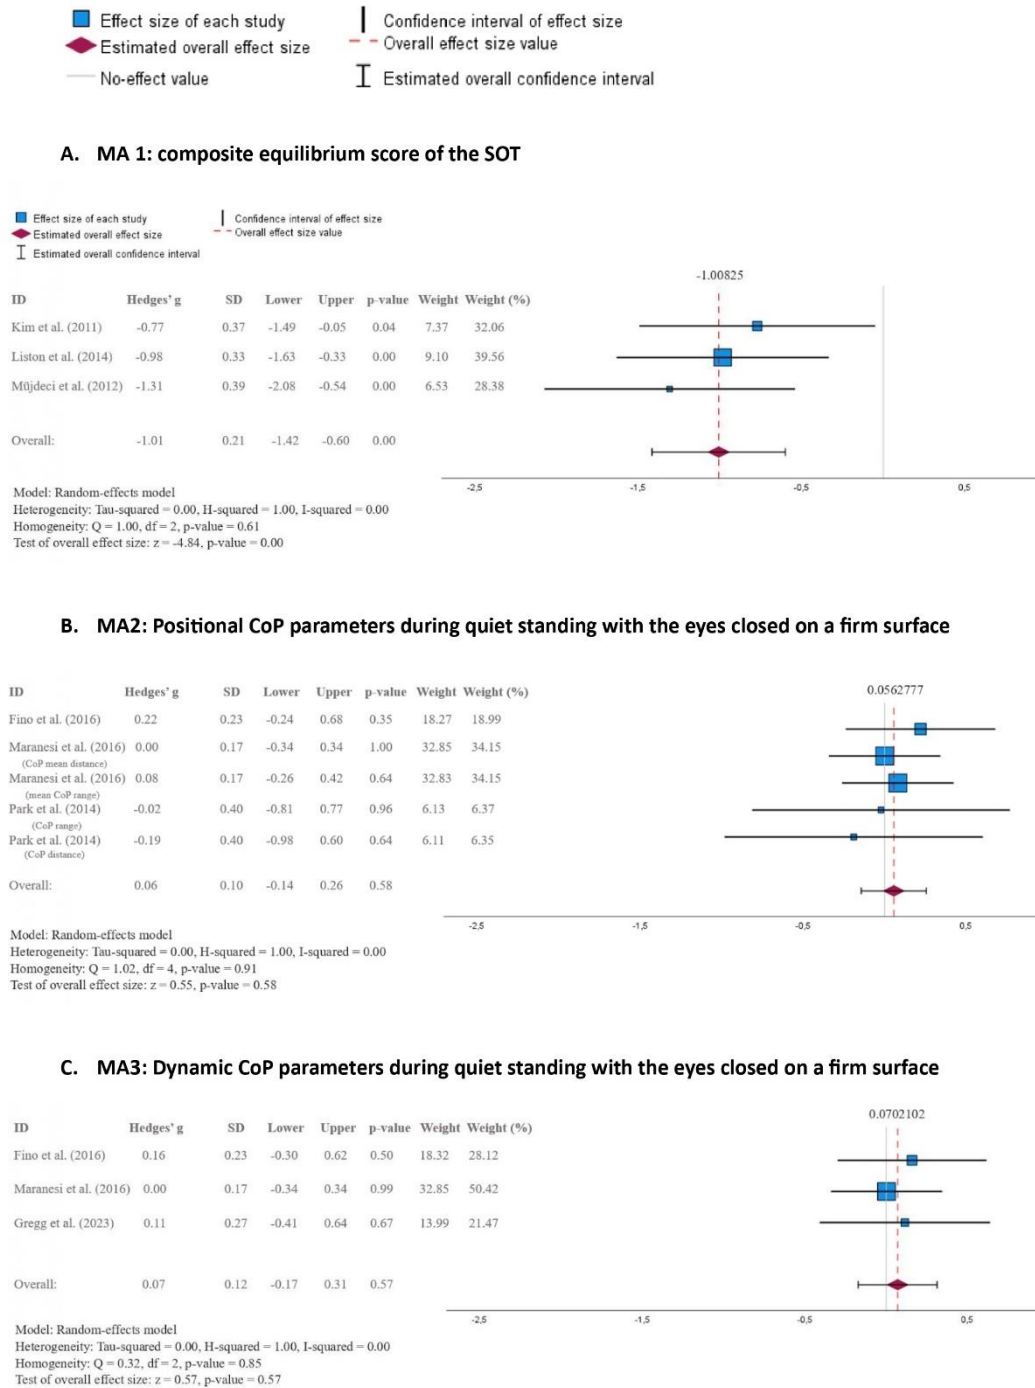 Effect size of each study Confidence interval of effect size
Estimated overall effect size Overall effect size value
No-effect value Estimated overall confidence interval
A. MA 1: composite equilibrium score of the SOT
Effect size of each study Confidence interval of effect size
Estimated overall effect size Overall effect size value
Estimated overall confidence interval
-1.00825
ID Hedges' g SD Lower Upper p-value Weight Weight (%)
Kim et al. (2011) -0.77 0.37 -1.49 -0.05 0.04 7.37 32.06
Liston et al. (2014) -0.98 0.33 -1.63 -0.33 0.00 9.10 39.56
Müjdeci et al. (2012) -1.31 0.39 -2.08 -0.54 0.00 6.53 28.38
Overall: -1.01 0.21 -1.42 -0.60 0.00
-2,5 -1,5 -0,5 0,5
Model: Random-effects model
Heterogeneity: Tau-squared = 0.00, H-squared = 1.00, I-squared = 0.00
Homogeneity: Q = 1.00, df = 2, p-value = 0.61
Test of overall effect size: z = -4.84, p-value = 0.00
B. MA2: Positional CoP parameters during quiet standing with the eyes closed on a firm surface
ID Hedges' g SD Lower Upper p-value Weight Weight (%)
0.0562777
Fino et al. (2016) 0.22 0.23 -0.24 0.68 0.35 18.27 18.99
Maranesi et al. (2016) 0.00 0.17 -0.34 0.34 1.00 32.85 34.15
(CoP mean distance)
Maranesi et al. (2016) 0.08 0.17 -0.26 0.42 0.64 32.83 34.15
(mean CoP range)
Park et al. (2014) -0.02 0.40 -0.81 0.77 0.96 6.13 6.37
(CoP range)
Park et al. (2014) -0.19 0.40 -0.98 0.60 0.64 6.11 6.35
(CoP distance)
Overall: 0.06 0.10 -0.14 0.26 0.58
-2,5 -1,5 -0,5 0,5
Model: Random-effects model
Heterogeneity: Tau-squared = 0.00, H-squared = 1.00, I-squared = 0.00
Homogeneity: Q = 1.02, df = 4, p-value = 0.91
Test of overall effect size: z = 0.55, p-value = 0.58
C. MA3: Dynamic CoP parameters during quiet standing with the eyes closed on a firm surface
0.0702102
ID Hedges' g SD Lower Upper p-value Weight Weight (%)
Fino et al. (2016) 0.16 0.23 -0.30 0.62 0.50 18.32 28.12
Maranesi et al. (2016) 0.00 0.17 -0.34 0.34 0.99 32.85 50.42
Gregg et al. (2023) 0.11 0.27 -0.41 0.64 0.67 13.99 21.47
Overall: 0.07 0.12 -0.17 0.31 0.57
-2,5 -1,5 -0,5 0,5
Model: Random-effects model
Heterogeneity: Tau-squared = 0.00, H-squared = 1.00, I-squared = 0.00
Homogeneity: Q = 0.32, df = 2, p-value = 0.85
Test of overall effect size: z = 0.57, p-value = 0.57